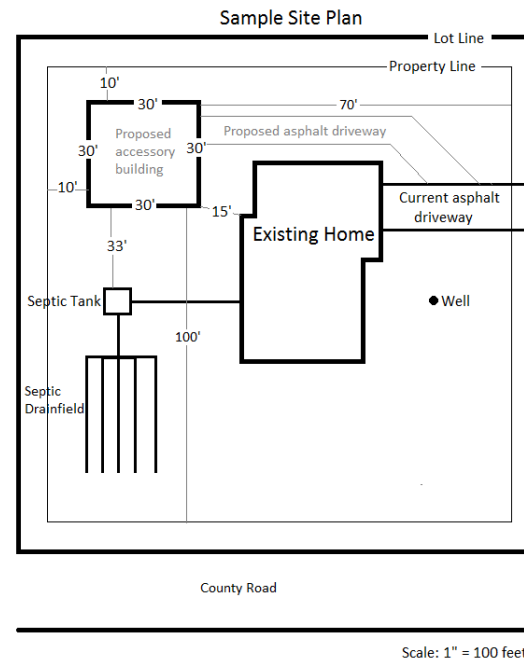 Sample Site Plan
Lot Line
Property Line
10'
30'
70'
Proposed
accessory
building
Proposed asphalt driveway
30'
30'
10'
30'
15'
Current asphalt
driveway
Existing Home
33'
Septic Tank
Well
100'
Septic
Drainfield
County Road
Scale: 1" = 100 feet